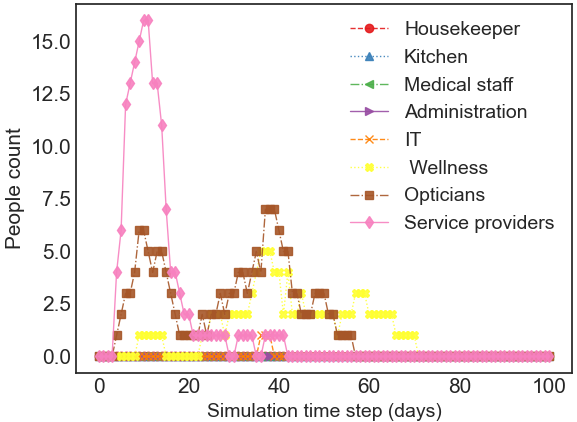 Housekeeper
Kitchen
Medical staff
Administration
IT
Wellness
Opticians
Service providers
People count
15.0
12.5
10.0
7.5
5.0
2.5
0.0
0 20 40 60 80 100
Simulation time step (days)